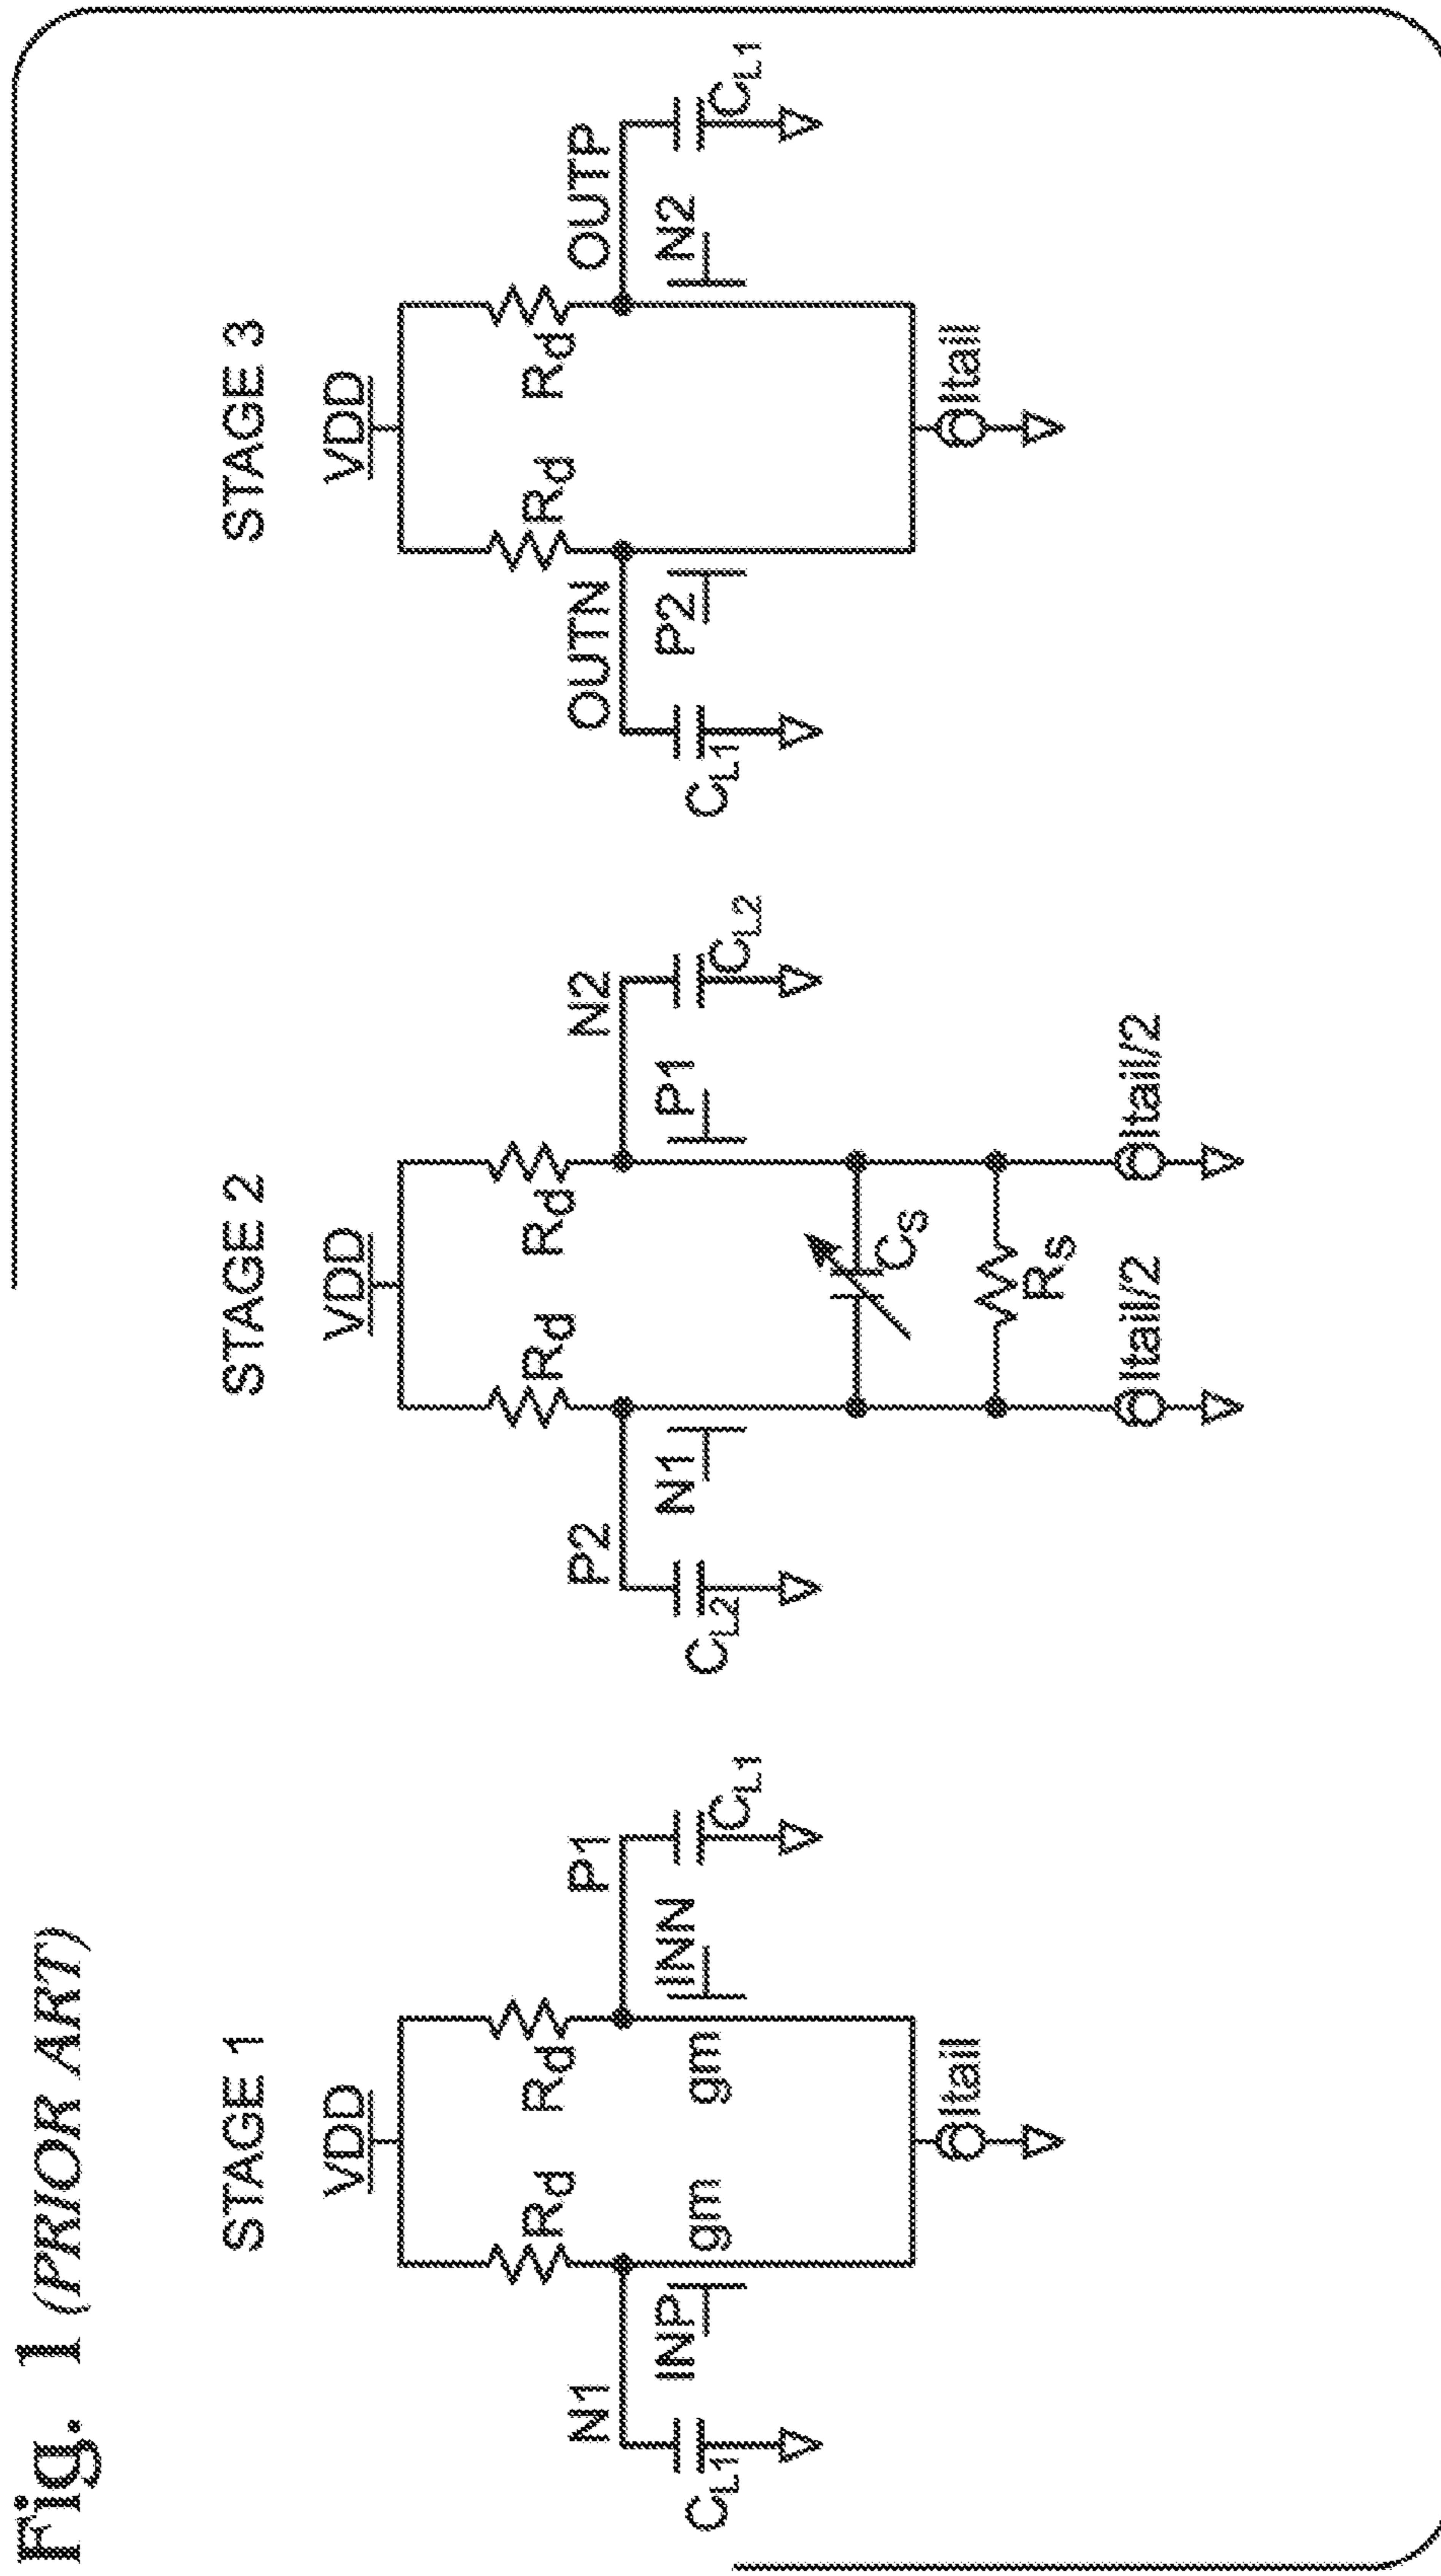 Fig. 1 (PRIOR ART)
STAGE 1
VDD
Rd
Rd
N1
P1
INP
INN
gm
gm
CL1
CL1
Itail
STAGE 2
VDD
Rd
Rd
P2
N2
N1
P1
CL2
CL2
Cs
Rs
Itail/2
Itail/2
STAGE 3
VDD
Rd
Rd
OUTN
OUTP
P2
N2
CL1
CL1
Itail